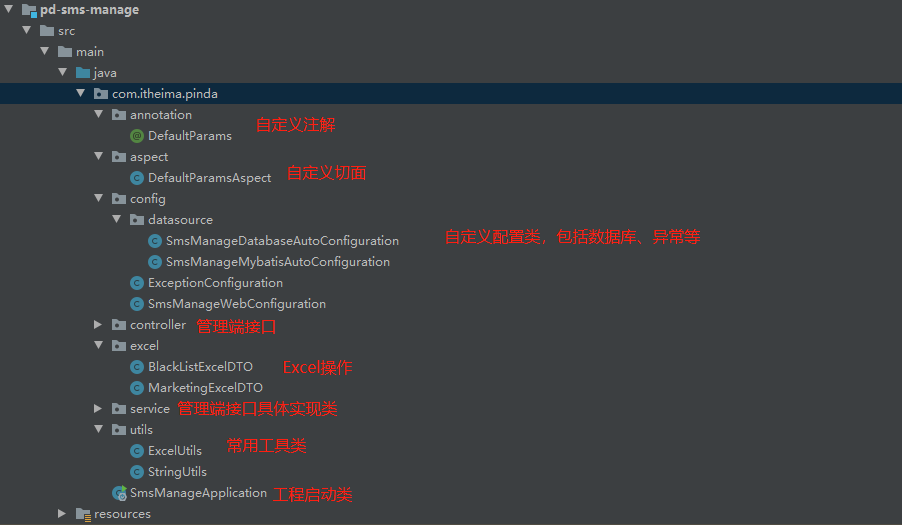 pd-sms-manage
src
main
java
com.itheima.pinda
annotation
DefaultParams 自定义注解
aspect
DefaultParamsAspect 自定义切面
config
datasource
SmsManageDatabaseAutoConfiguration 自定义配置类，包括数据库、异常等
SmsManageMybatisAutoConfiguration
ExceptionConfiguration
SmsManageWebConfiguration
controller 管理端接口
excel
BlackListExcelDTO Excel操作
MarketingExcelDTO
service 管理端接口具体实现类
utils
ExcelUtils 常用工具类
StringUtils
SmsManageApplication 工程启动类
resources